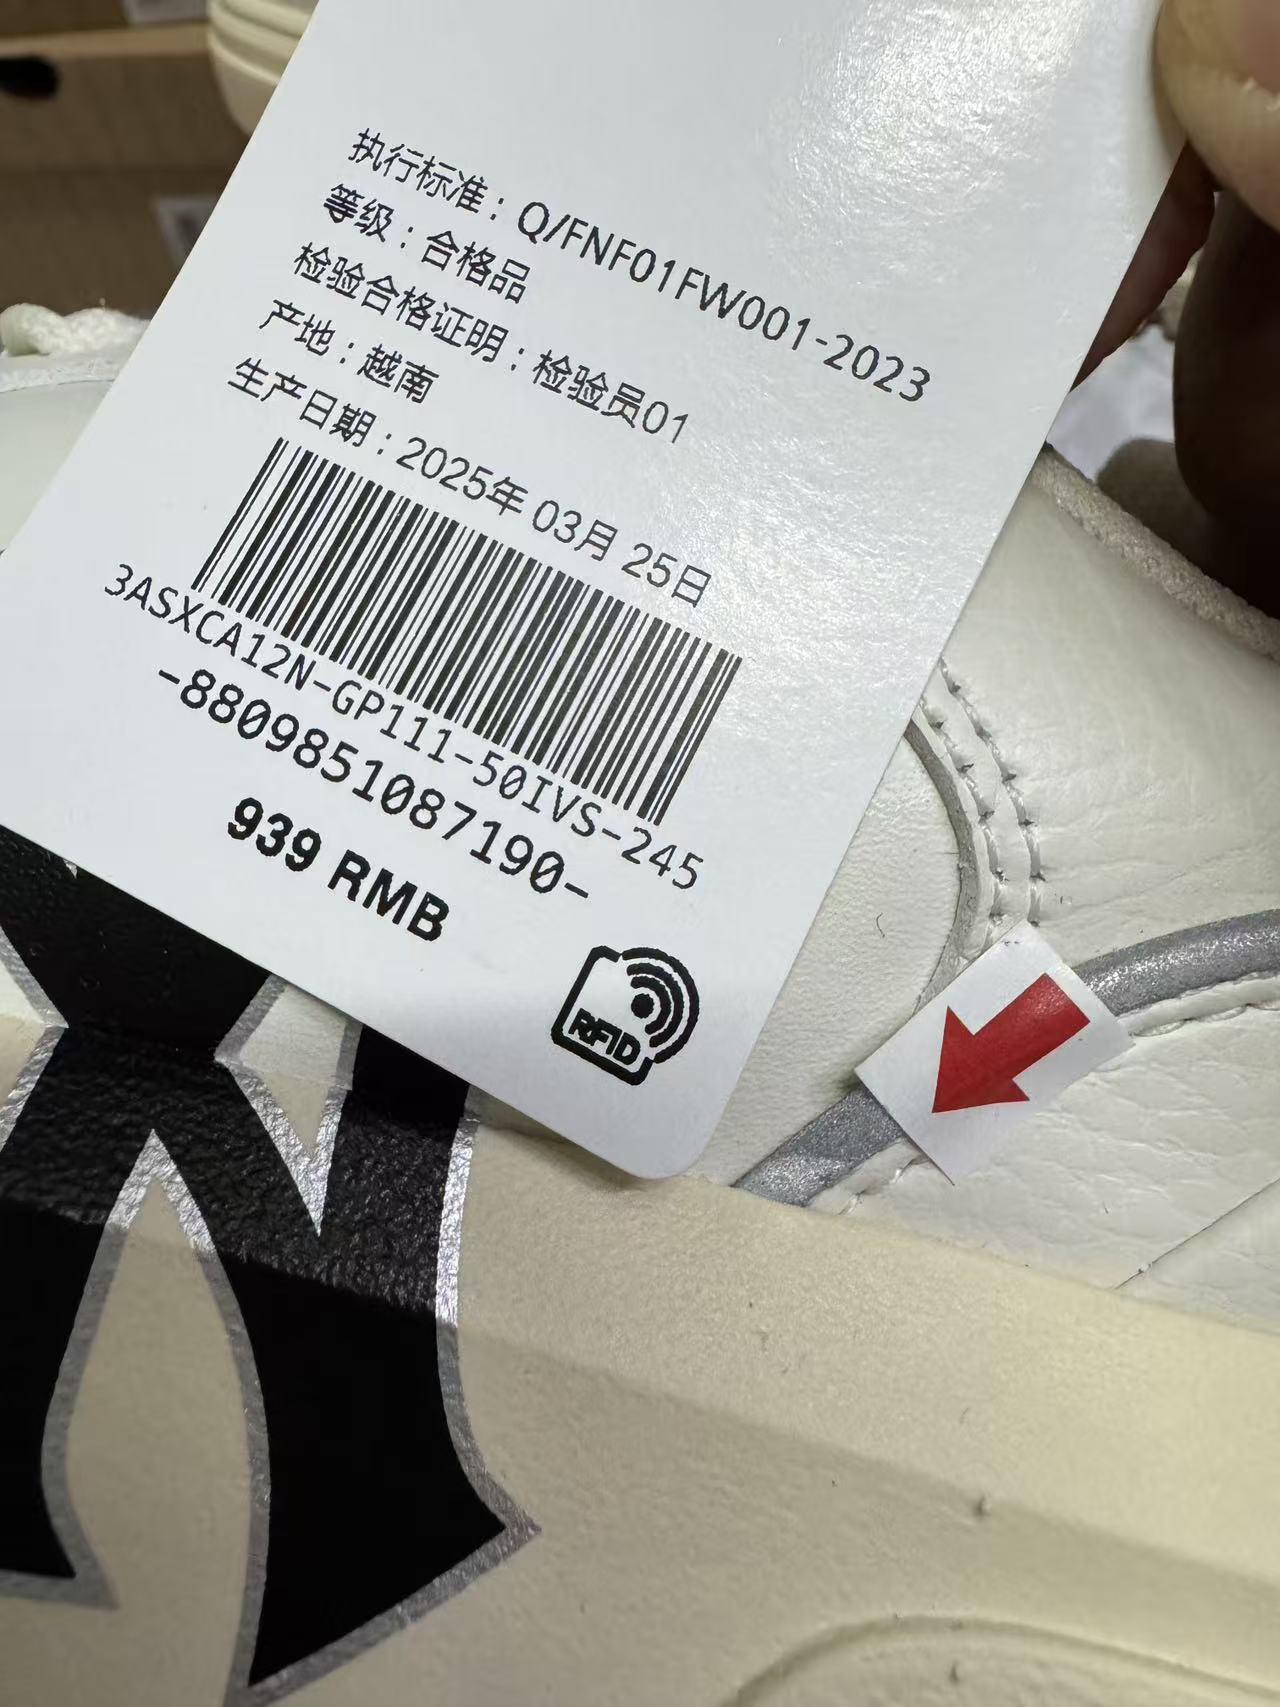 执行标准：Q/FNF01FW001-2023
等级：合格品
检验合格证明：检验员01
产地：越南
生产日期：2025年 03月 25日
3ASXCA12N-GP111-50IVS-245
-8809851087190-
939 RMB
RFID